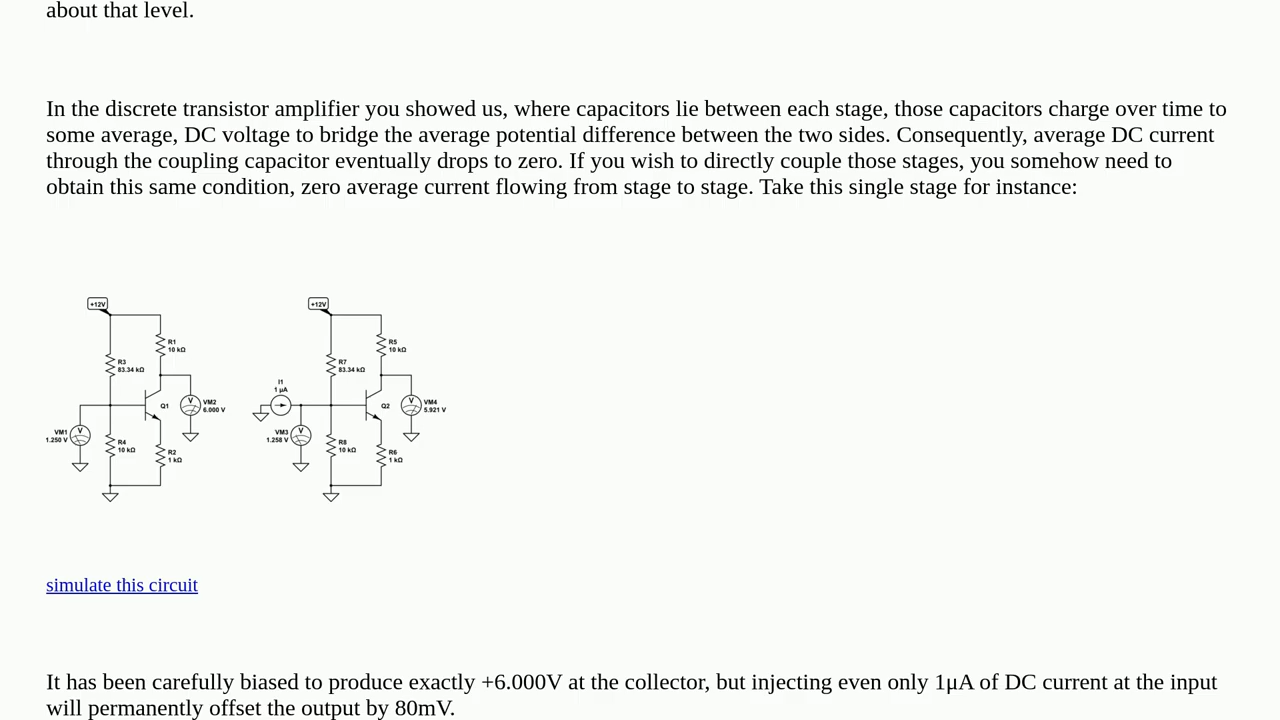 about that level.
In the discrete transistor amplifier you showed us, where capacitors lie between each stage, those capacitors charge over time to
some average, DC voltage to bridge the average potential difference between the two sides. Consequently, average DC current
through the coupling capacitor eventually drops to zero. If you wish to directly couple those stages, you somehow need to
obtain this same condition, zero average current flowing from stage to stage. Take this single stage for instance:
+12V
R1
10 kΩ
R3
83.34 kΩ
V
Q1
VM2
6.000 V
VM1
1.250 V
V
R4
10 kΩ
R2
1 kΩ
+12V
R5
10 kΩ
R7
83.34 kΩ
I1
1 µA
V
Q2
VM4
5.921 V
VM3
1.258 V
V
R8
10 kΩ
R6
1 kΩ
simulate this circuit
It has been carefully biased to produce exactly +6.000V at the collector, but injecting even only 1μA of DC current at the input
will permanently offset the output by 80mV.